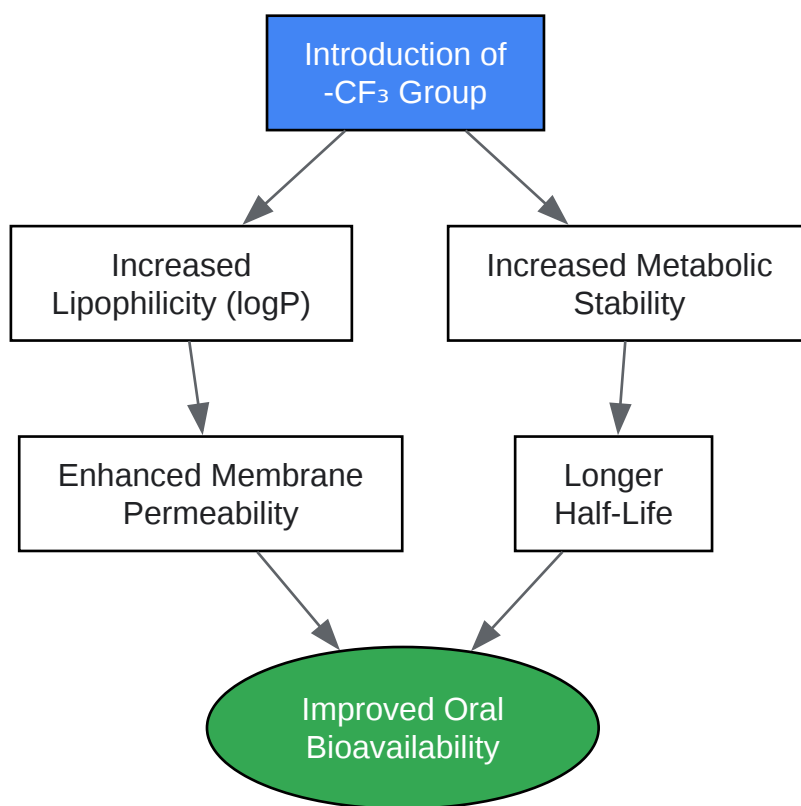 Introduction of
-CF₃ Group
Increased
Lipophilicity (logP)
Increased Metabolic
Stability
Enhanced Membrane
Permeability
Longer
Half-Life
Improved Oral
Bioavailability